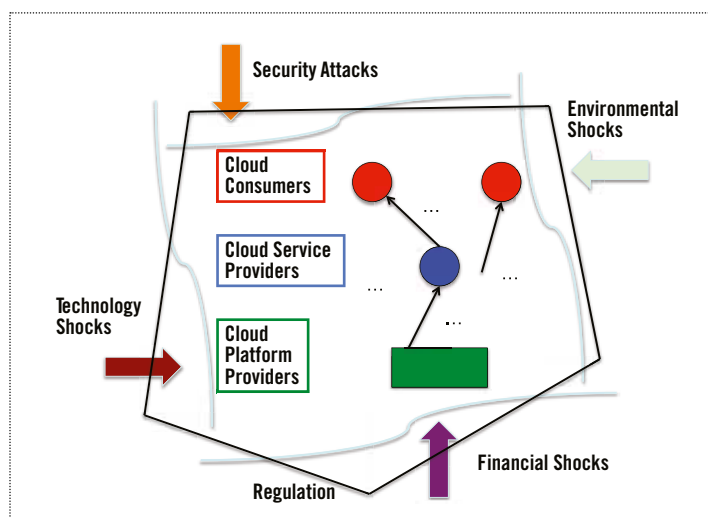 Security Attacks
Environmental
Shocks
Cloud
Consumers
...
Cloud Service
Providers
...
...
Technology
Shocks
Cloud
Platform
Providers
...
Financial Shocks
Regulation